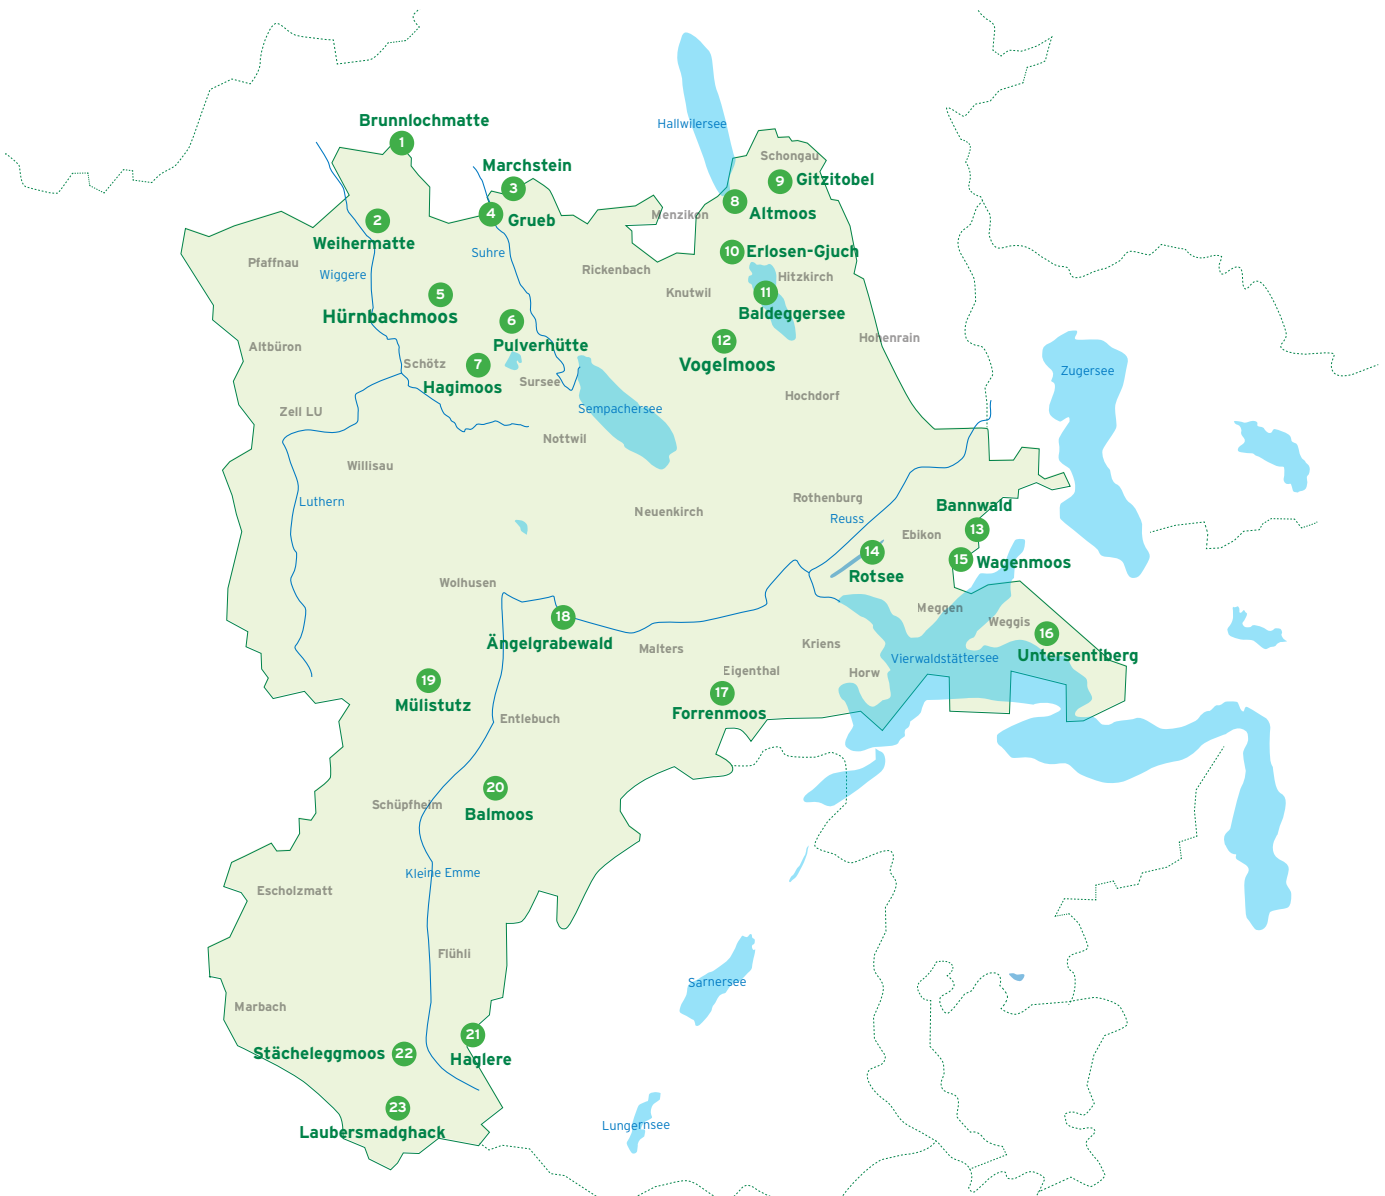 Brunnlochmatte
1
Hallwilersee
Schongau
Marchstein
3
9 Gitzitobel
8
Altmoos
4 Grueb
Menzikon
2
Weihermatte
Suhre
10 Erlosen-Gjuch
Pfaffnau
Wiggere
Rickenbach
Hitzkirch
5
Knutwil
11
Hürnbachmoos
Baldeggersee
6
Pulverhütte
12
Hohenrain
Altbüron
Schötz
7
Vogelmoos
Zugersee
Hagimoos
Sursee
Hochdorf
Zell LU
Sempachersee
Nottwil
Willisau
Luthern
Rothenburg
Neuenkirch
Reuss
Bannwald
13
Ebikon
14
15 Wagenmoos
Rotsee
Wolhusen
Meggen
18
Weggis
16
Ängelgrabewald
Malters
Kriens
Vierwaldstättersee
Untersentiberg
Eigenthal
Horw
19
17
Mülistutz
Forrenmoos
Entlebuch
20
Schüpfheim
Balmoos
Kleine Emme
Escholzmatt
Flühli
Sarnersee
Marbach
21
Stächeleggmoos 22
Haglere
23
Laubersmadghack
Lungernsee